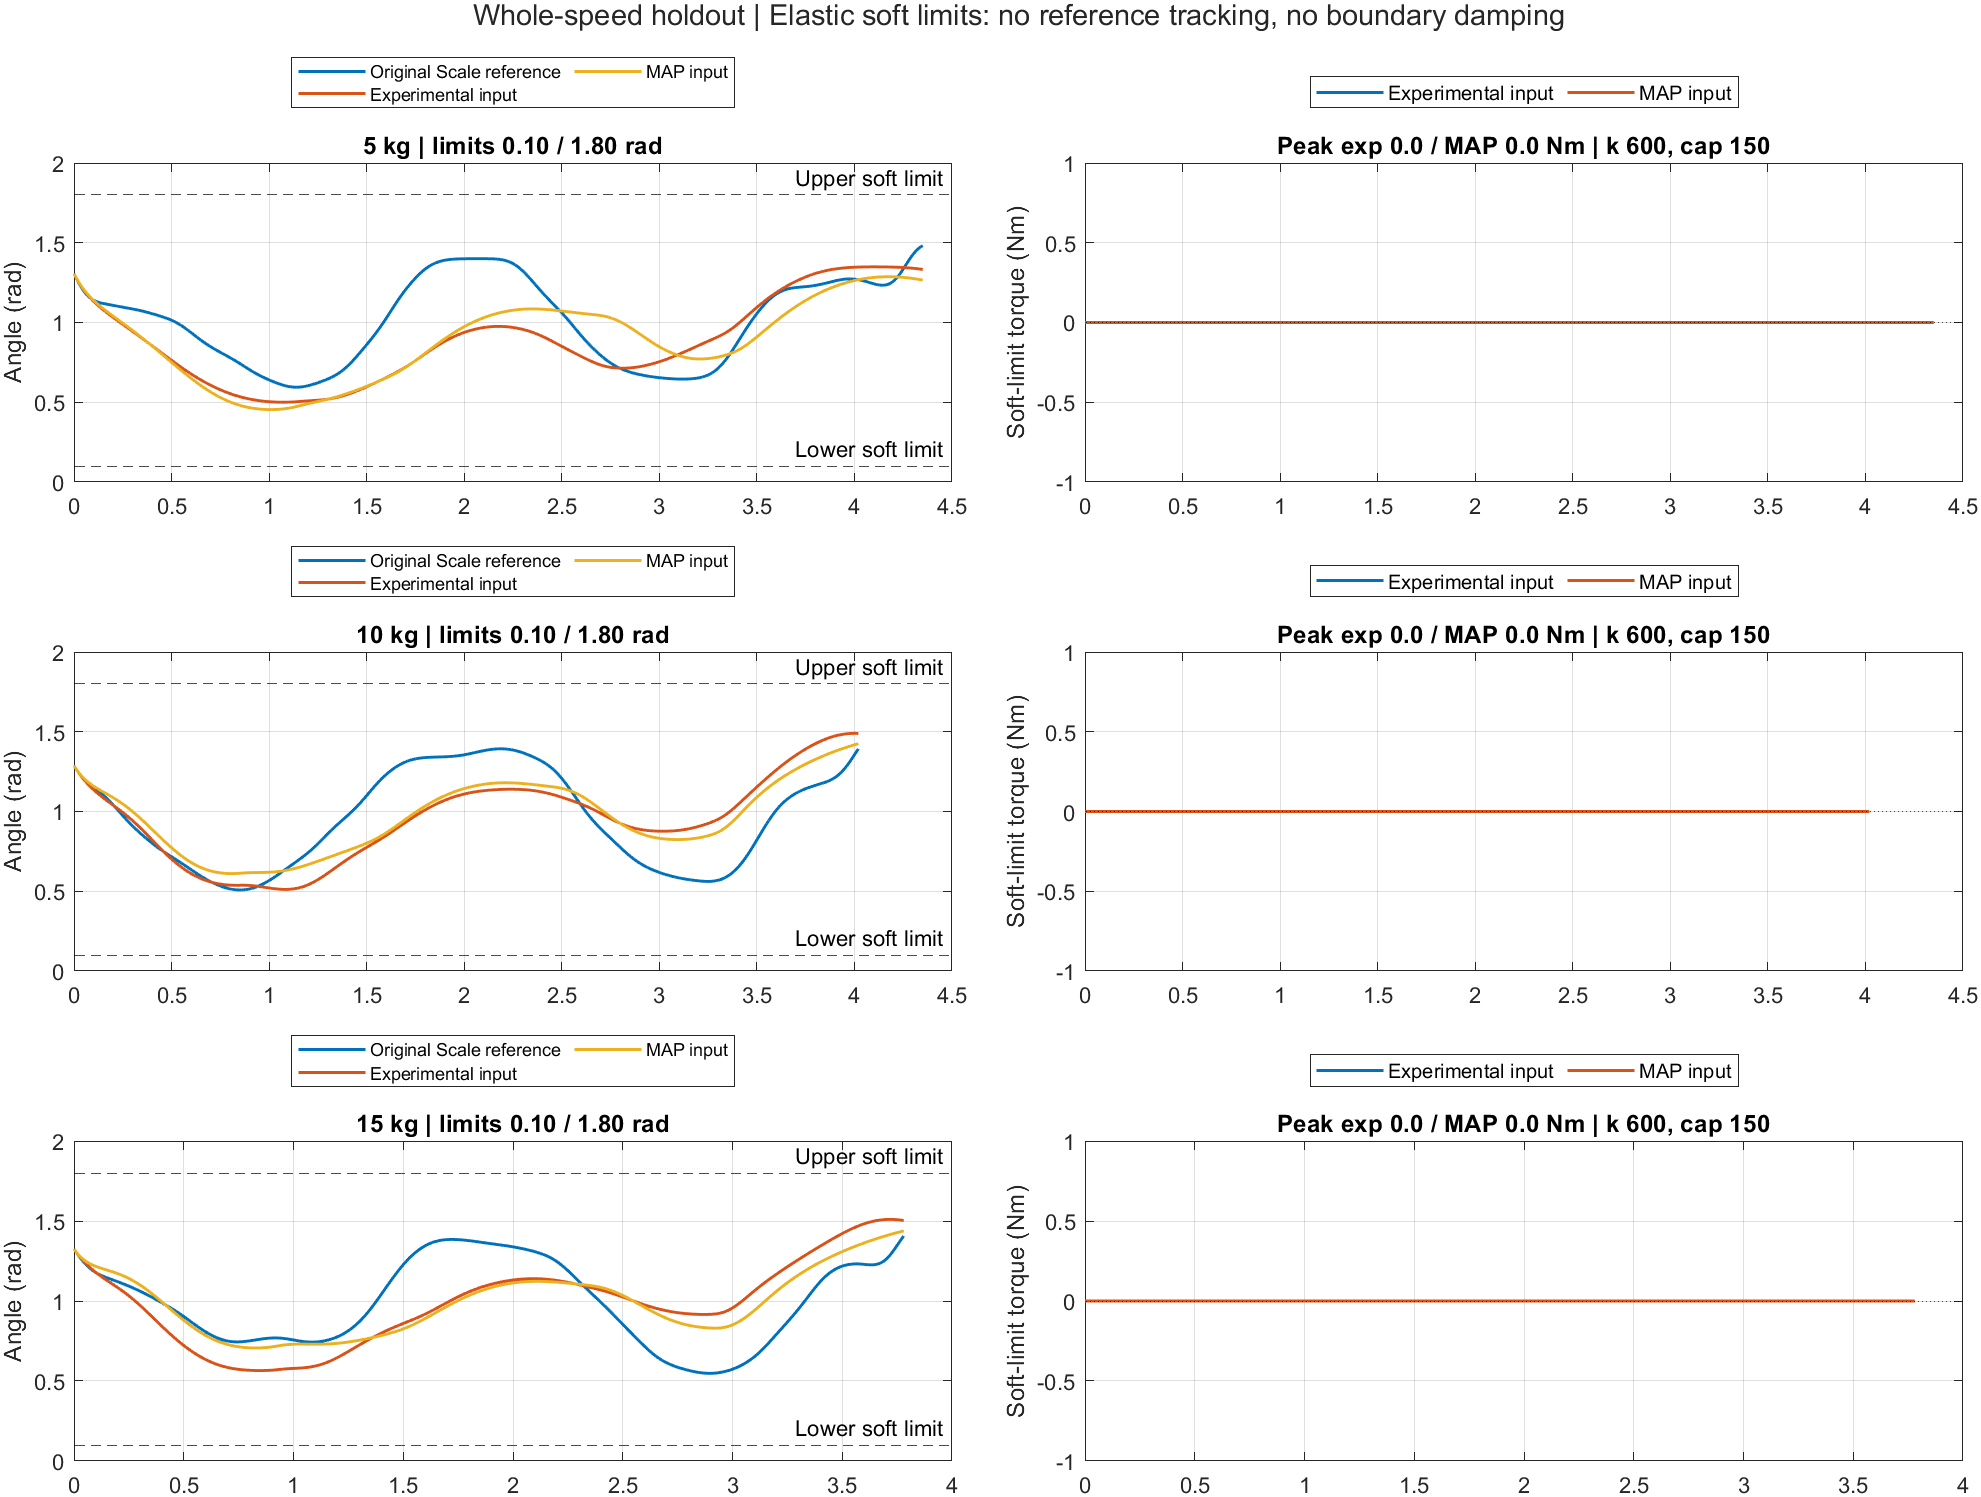 Whole-speed holdout | Elastic soft limits: no reference tracking, no boundary damping
Original Scale reference MAP input
Experimental input
Experimental input MAP input
5 kg | limits 0.10 / 1.80 rad
Upper soft limit
Lower soft limit
Angle (rad)
2
1.5
1
0.5
0
0 0.5 1 1.5 2 2.5 3 3.5 4 4.5
Peak exp 0.0 / MAP 0.0 Nm | k 600, cap 150
Soft-limit torque (Nm)
1
0.5
0
-0.5
-1
0 0.5 1 1.5 2 2.5 3 3.5 4 4.5
Original Scale reference MAP input
Experimental input
Experimental input MAP input
10 kg | limits 0.10 / 1.80 rad
Upper soft limit
Lower soft limit
Angle (rad)
2
1.5
1
0.5
0
0 0.5 1 1.5 2 2.5 3 3.5 4 4.5
Peak exp 0.0 / MAP 0.0 Nm | k 600, cap 150
Soft-limit torque (Nm)
1
0.5
0
-0.5
-1
0 0.5 1 1.5 2 2.5 3 3.5 4 4.5
Original Scale reference MAP input
Experimental input
Experimental input MAP input
15 kg | limits 0.10 / 1.80 rad
Upper soft limit
Lower soft limit
Angle (rad)
2
1.5
1
0.5
0
0 0.5 1 1.5 2 2.5 3 3.5 4
Peak exp 0.0 / MAP 0.0 Nm | k 600, cap 150
Soft-limit torque (Nm)
1
0.5
0
-0.5
-1
0 0.5 1 1.5 2 2.5 3 3.5 4